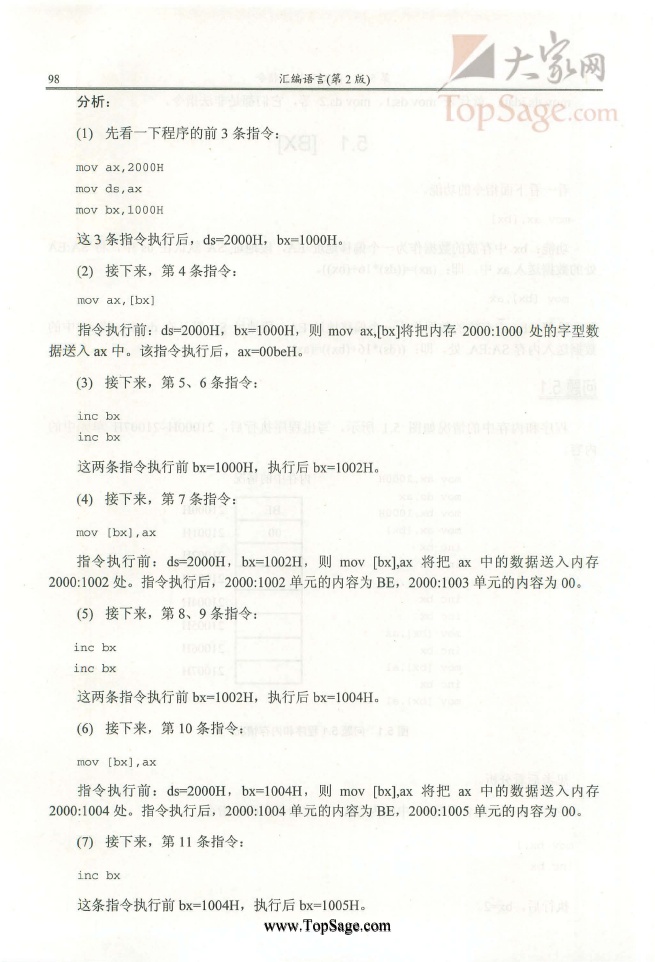 大家网
TopSage.com
98
汇编语言(第 2 版)
分析：
(1) 先看一下程序的前 3 条指令：
mov ax,2000H
mov ds,ax
mov bx,1000H
这 3 条指令执行后，ds=2000H，bx=1000H。
(2) 接下来，第 4 条指令：
mov ax,[bx]
指令执行前：ds=2000H，bx=1000H，则 mov ax,[bx]将把内存 2000:1000 处的字型数
据送入 ax 中。该指令执行后，ax=00beH。
(3) 接下来，第 5、6 条指令：
inc bx
inc bx
这两条指令执行前 bx=1000H，执行后 bx=1002H。
(4) 接下来，第 7 条指令：
mov [bx],ax
指令执行前：ds=2000H，bx=1002H，则 mov [bx],ax 将把 ax 中的数据送入内存
2000:1002 处。指令执行后，2000:1002 单元的内容为 BE，2000:1003 单元的内容为 00。
(5) 接下来，第 8、9 条指令：
inc bx
inc bx
这两条指令执行前 bx=1002H，执行后 bx=1004H。
(6) 接下来，第 10 条指令：
mov [bx],ax
指令执行前：ds=2000H，bx=1004H，则 mov [bx],ax 将把 ax 中的数据送入内存
2000:1004 处。指令执行后，2000:1004 单元的内容为 BE，2000:1005 单元的内容为 00。
(7) 接下来，第 11 条指令：
inc bx
这条指令执行前 bx=1004H，执行后 bx=1005H。
www.TopSage.com